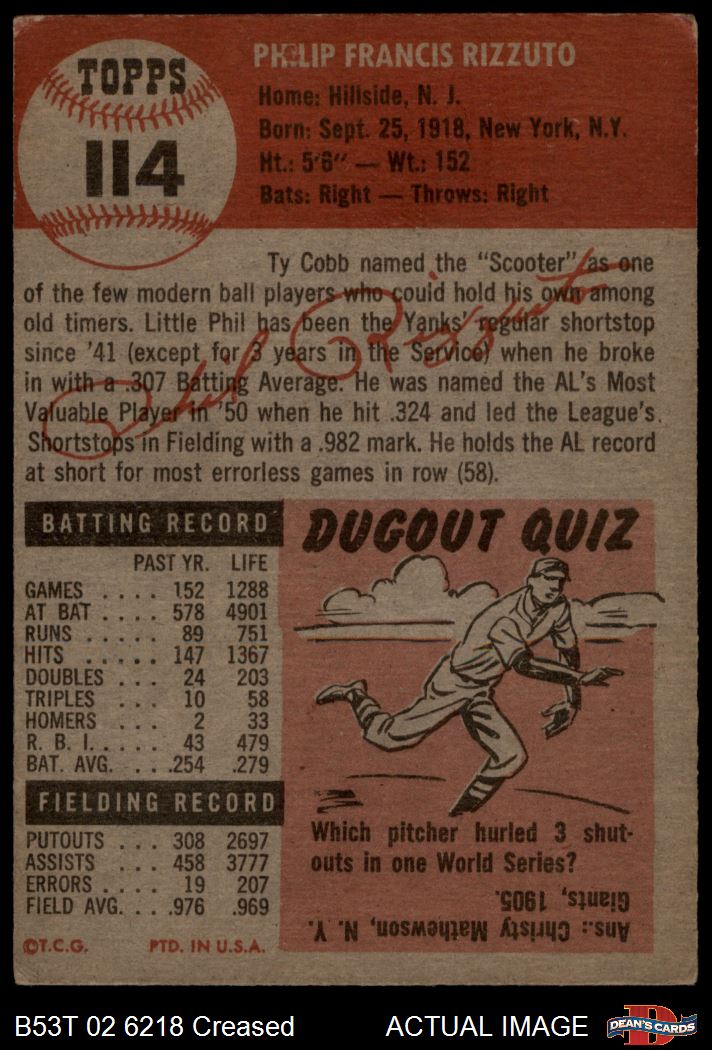 TOPPS
114
PHILIP FRANCIS RIZZUTO
Home: Hillside, N. J.
Born: Sept. 25, 1918, New York, N.Y.
Ht.: 5'6" — Wt.: 152
Bats: Right — Throws: Right
Ty Cobb named the "Scooter" as one
of the few modern ball players who could hold his own among
old timers. Little Phil has been the Yanks' regular shortstop
since '41 (except for 3 years in the Service) when he broke
in with a .307 Batting Average. He was named the AL's Most
Valuable Player in '50 when he hit .324 and led the League's
Shortstops in Fielding with a .982 mark. He holds the AL record
at short for most errorless games in row (58).
Phil Rizzuto
BATTING RECORD
PAST YR. LIFE
GAMES .... 152 1288
AT BAT .... 578 4901
RUNS ..... 89 751
HITS ..... 147 1367
DOUBLES ... 24 203
TRIPLES ... 10 58
HOMERS ... 2 33
R. B. I..... 43 479
BAT. AVG. ... .254 .279
FIELDING RECORD
PUTOUTS ... 308 2697
ASSISTS ... 458 3777
ERRORS ... 19 207
FIELD AVG. ... .976 .969
©T.C.G. PTD. IN U.S.A.
DUGOUT QUIZ
Which pitcher hurled 3 shut-
outs in one World Series?
Ans.: Christy Mathewson, N. Y.
Giants, 1905.
B53T 02 6218 Creased ACTUAL IMAGE
D
DEAN'S CARDS